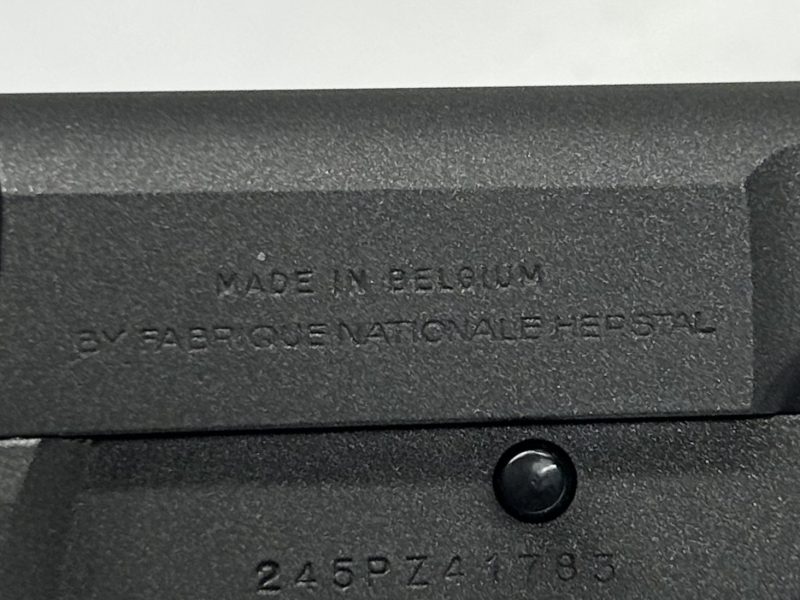 MADE IN BELGIUM
BY FABRIQUE NATIONALE HERSTAL
245PZ41783